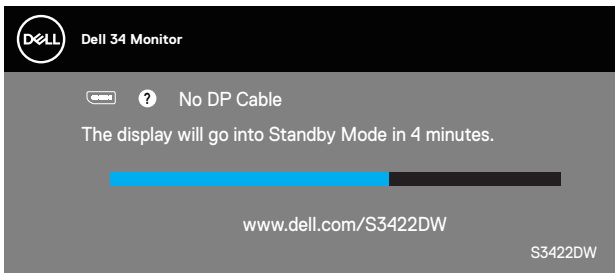 DELL
Dell 34 Monitor
? No DP Cable
The display will go into Standby Mode in 4 minutes.
www.dell.com/S3422DW
S3422DW